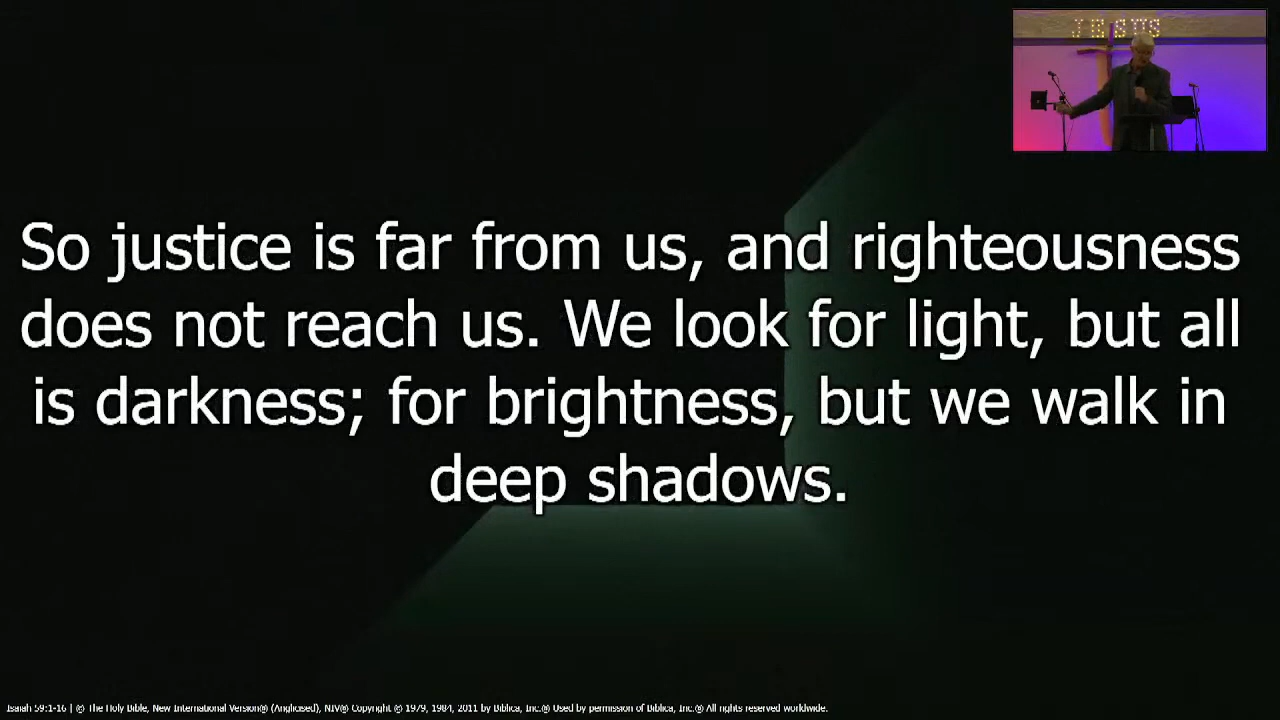 JESUS
So justice is far from us, and righteousness
does not reach us. We look for light, but all
is darkness; for brightness, but we walk in
deep shadows.
Isaiah 59:1-16 | © The Holy Bible, New International Version® (Anglicised), NIV® Copyright © 1979, 1984, 2011 by Biblica, Inc.® Used by permission of Biblica, Inc.® All rights reserved worldwide.